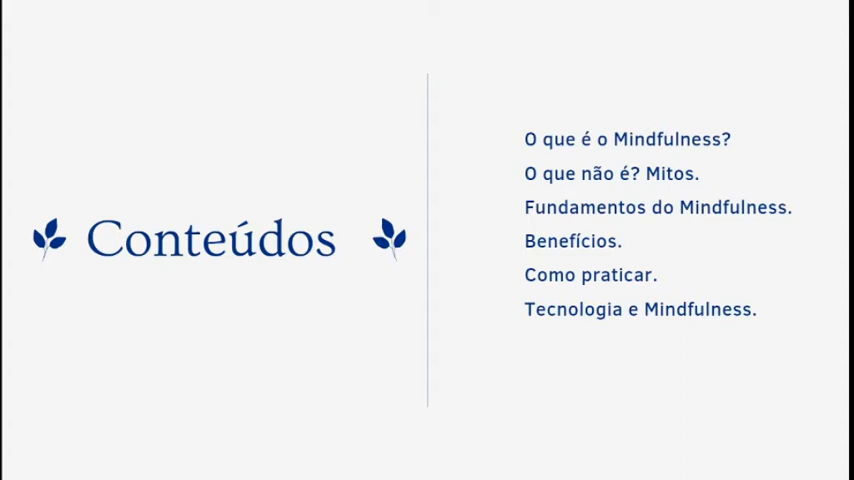 Conteúdos
O que é o Mindfulness?
O que não é? Mitos.
Fundamentos do Mindfulness.
Benefícios.
Como praticar.
Tecnologia e Mindfulness.